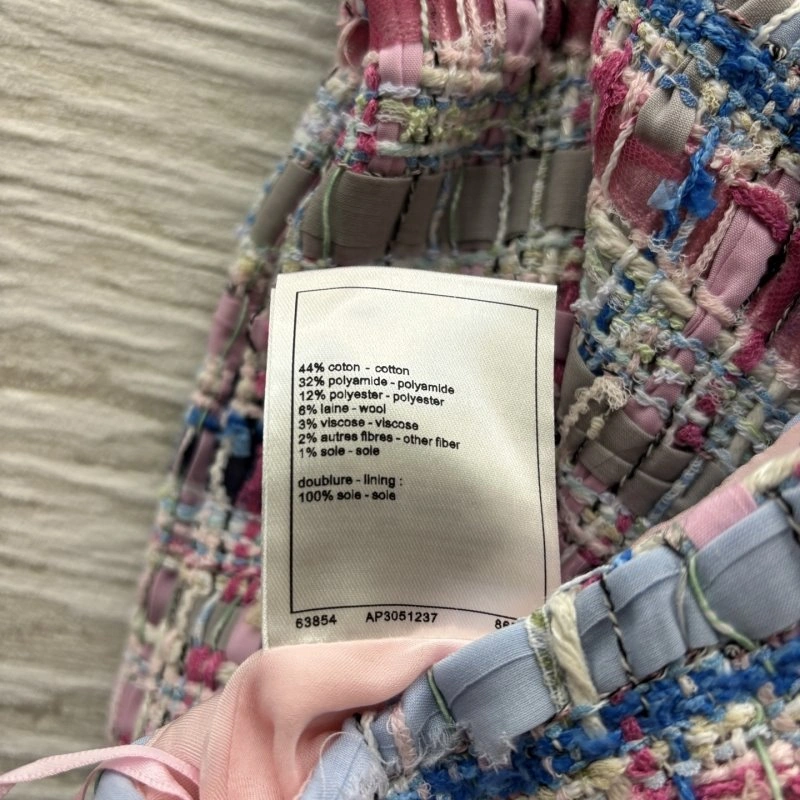 44% coton - cotton
32% polyamide - polyamide
12% polyester - polyester
6% laine - wool
3% viscose - viscose
2% autres fibres - other fiber
1% soie - soie
doublure - lining :
100% soie - soie
63854 AP3051237